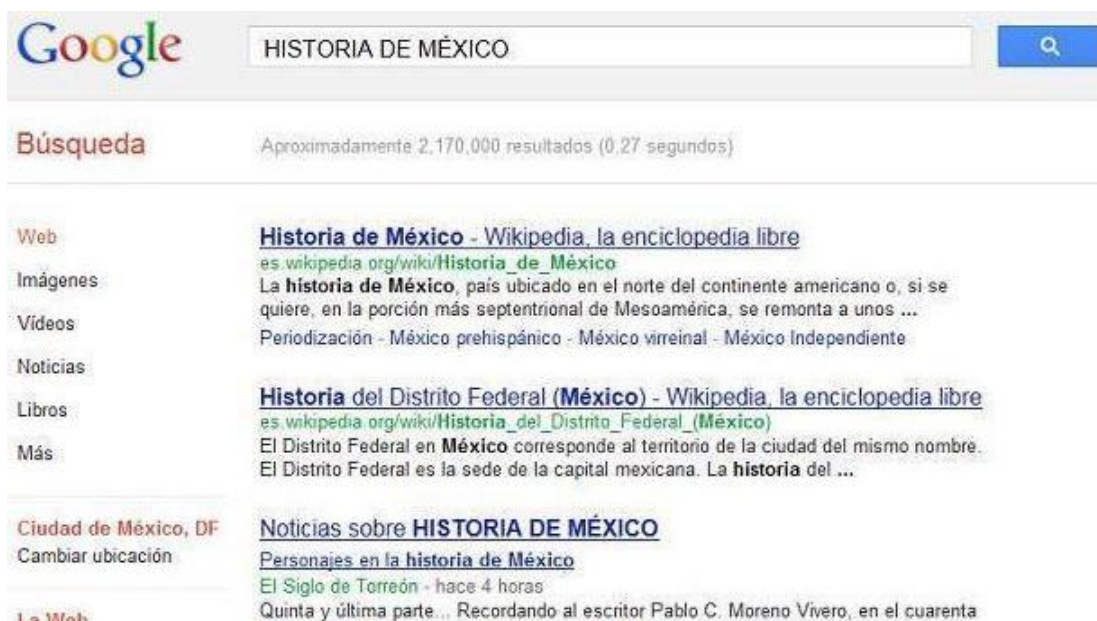 Google
HISTORIA DE MÉXICO
Búsqueda
Aproximadamente 2,170,000 resultados (0,27 segundos)
Web
Imágenes
Vídeos
Noticias
Libros
Más
Ciudad de México, DF
Cambiar ubicación
La Web
Historia de México - Wikipedia, la enciclopedia libre
es.wikipedia.org/wiki/Historia_de_México
La historia de México, país ubicado en el norte del continente americano o, si se
quiere, en la porción más septentrional de Mesoamérica, se remonta a unos ...
Periodización - México prehispánico - México virreinal - México Independiente
Historia del Distrito Federal (México) - Wikipedia, la enciclopedia libre
es.wikipedia.org/wiki/Historia_del_Distrito_Federal_(México)
El Distrito Federal en México corresponde al territorio de la ciudad del mismo nombre.
El Distrito Federal es la sede de la capital mexicana. La historia del ...
Noticias sobre HISTORIA DE MÉXICO
Personajes en la historia de México
El Siglo de Torreón - hace 4 horas
Quinta y última parte... Recordando al escritor Pablo C. Moreno Vivero, en el cuarenta